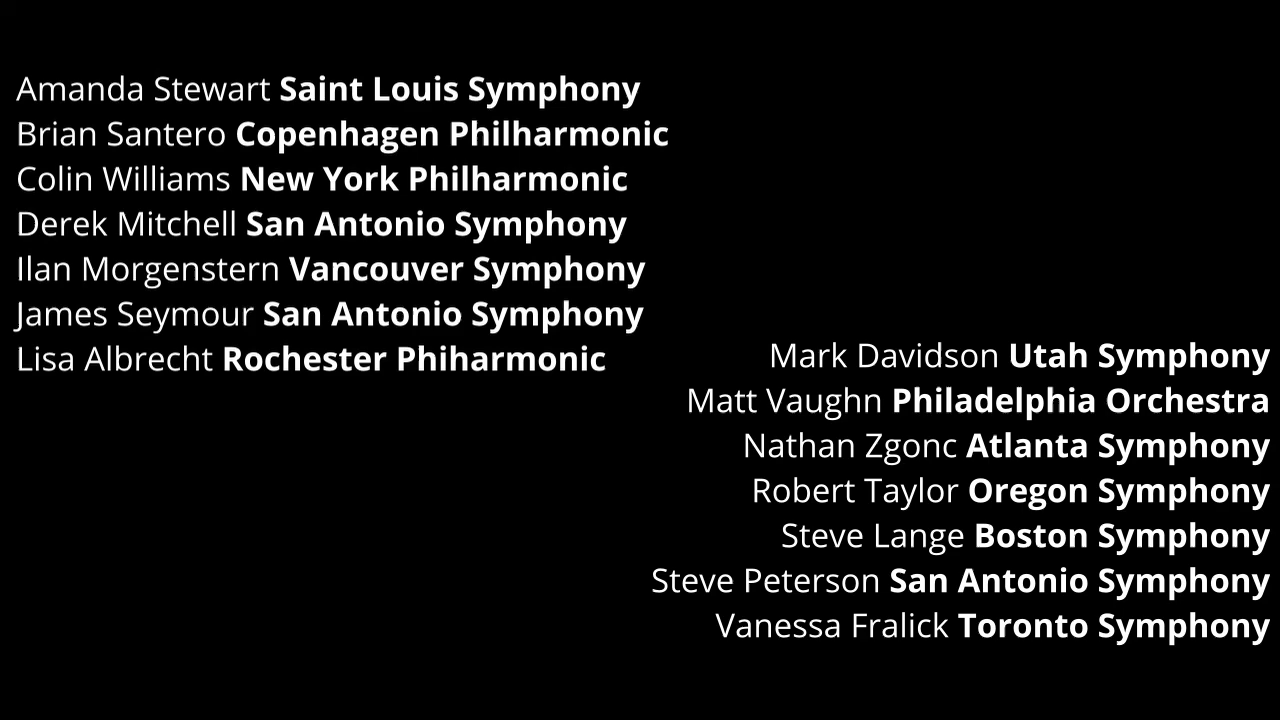 Amanda Stewart Saint Louis Symphony
Brian Santero Copenhagen Philharmonic
Colin Williams New York Philharmonic
Derek Mitchell San Antonio Symphony
Ilan Morgenstern Vancouver Symphony
James Seymour San Antonio Symphony
Lisa Albrecht Rochester Phiharmonic
Mark Davidson Utah Symphony
Matt Vaughn Philadelphia Orchestra
Nathan Zgonc Atlanta Symphony
Robert Taylor Oregon Symphony
Steve Lange Boston Symphony
Steve Peterson San Antonio Symphony
Vanessa Fralick Toronto Symphony